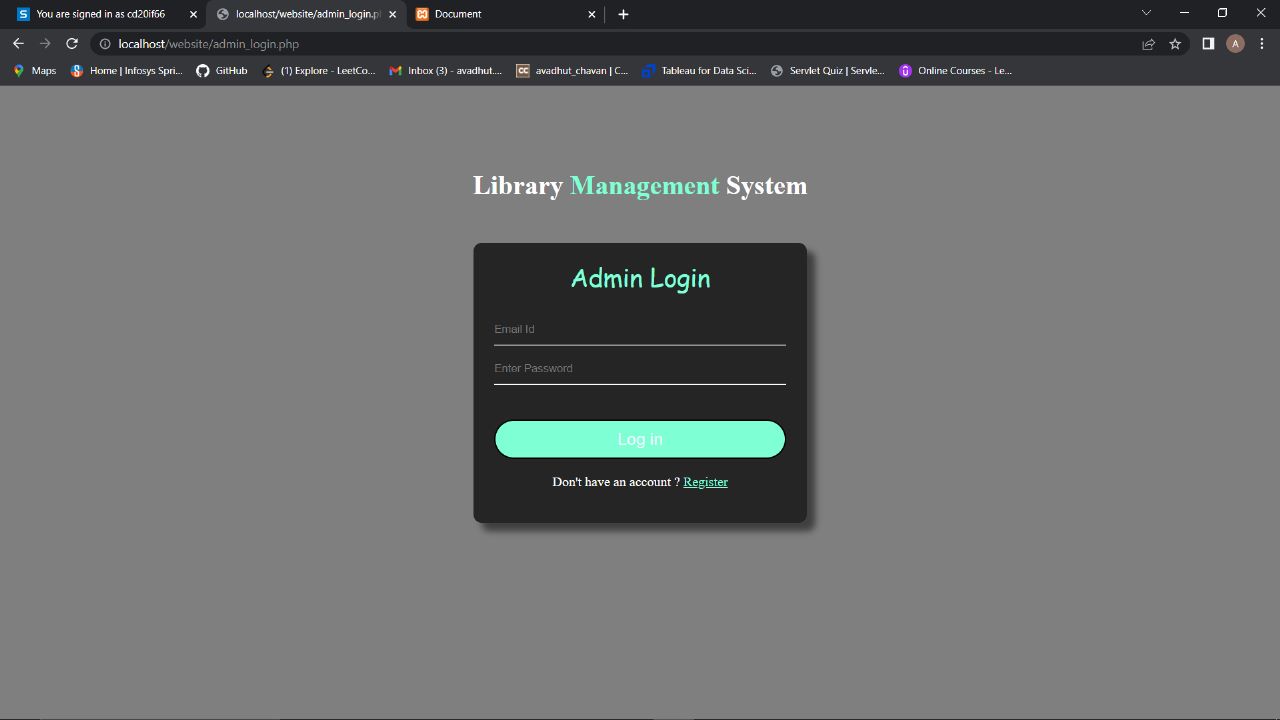 You are signed in as cd20if66
localhost/website/admin_login.p
Document
localhost/website/admin_login.php
A
Maps
Home | Infosys Spri...
GitHub
(1) Explore - LeetCo...
Inbox (3) - avadhut....
CC avadhut_chavan | C...
Tableau for Data Sci...
Servlet Quiz | Servle...
Online Courses - Le...
Library Management System
Admin Login
Email Id
Enter Password
Log in
Don't have an account ? Register